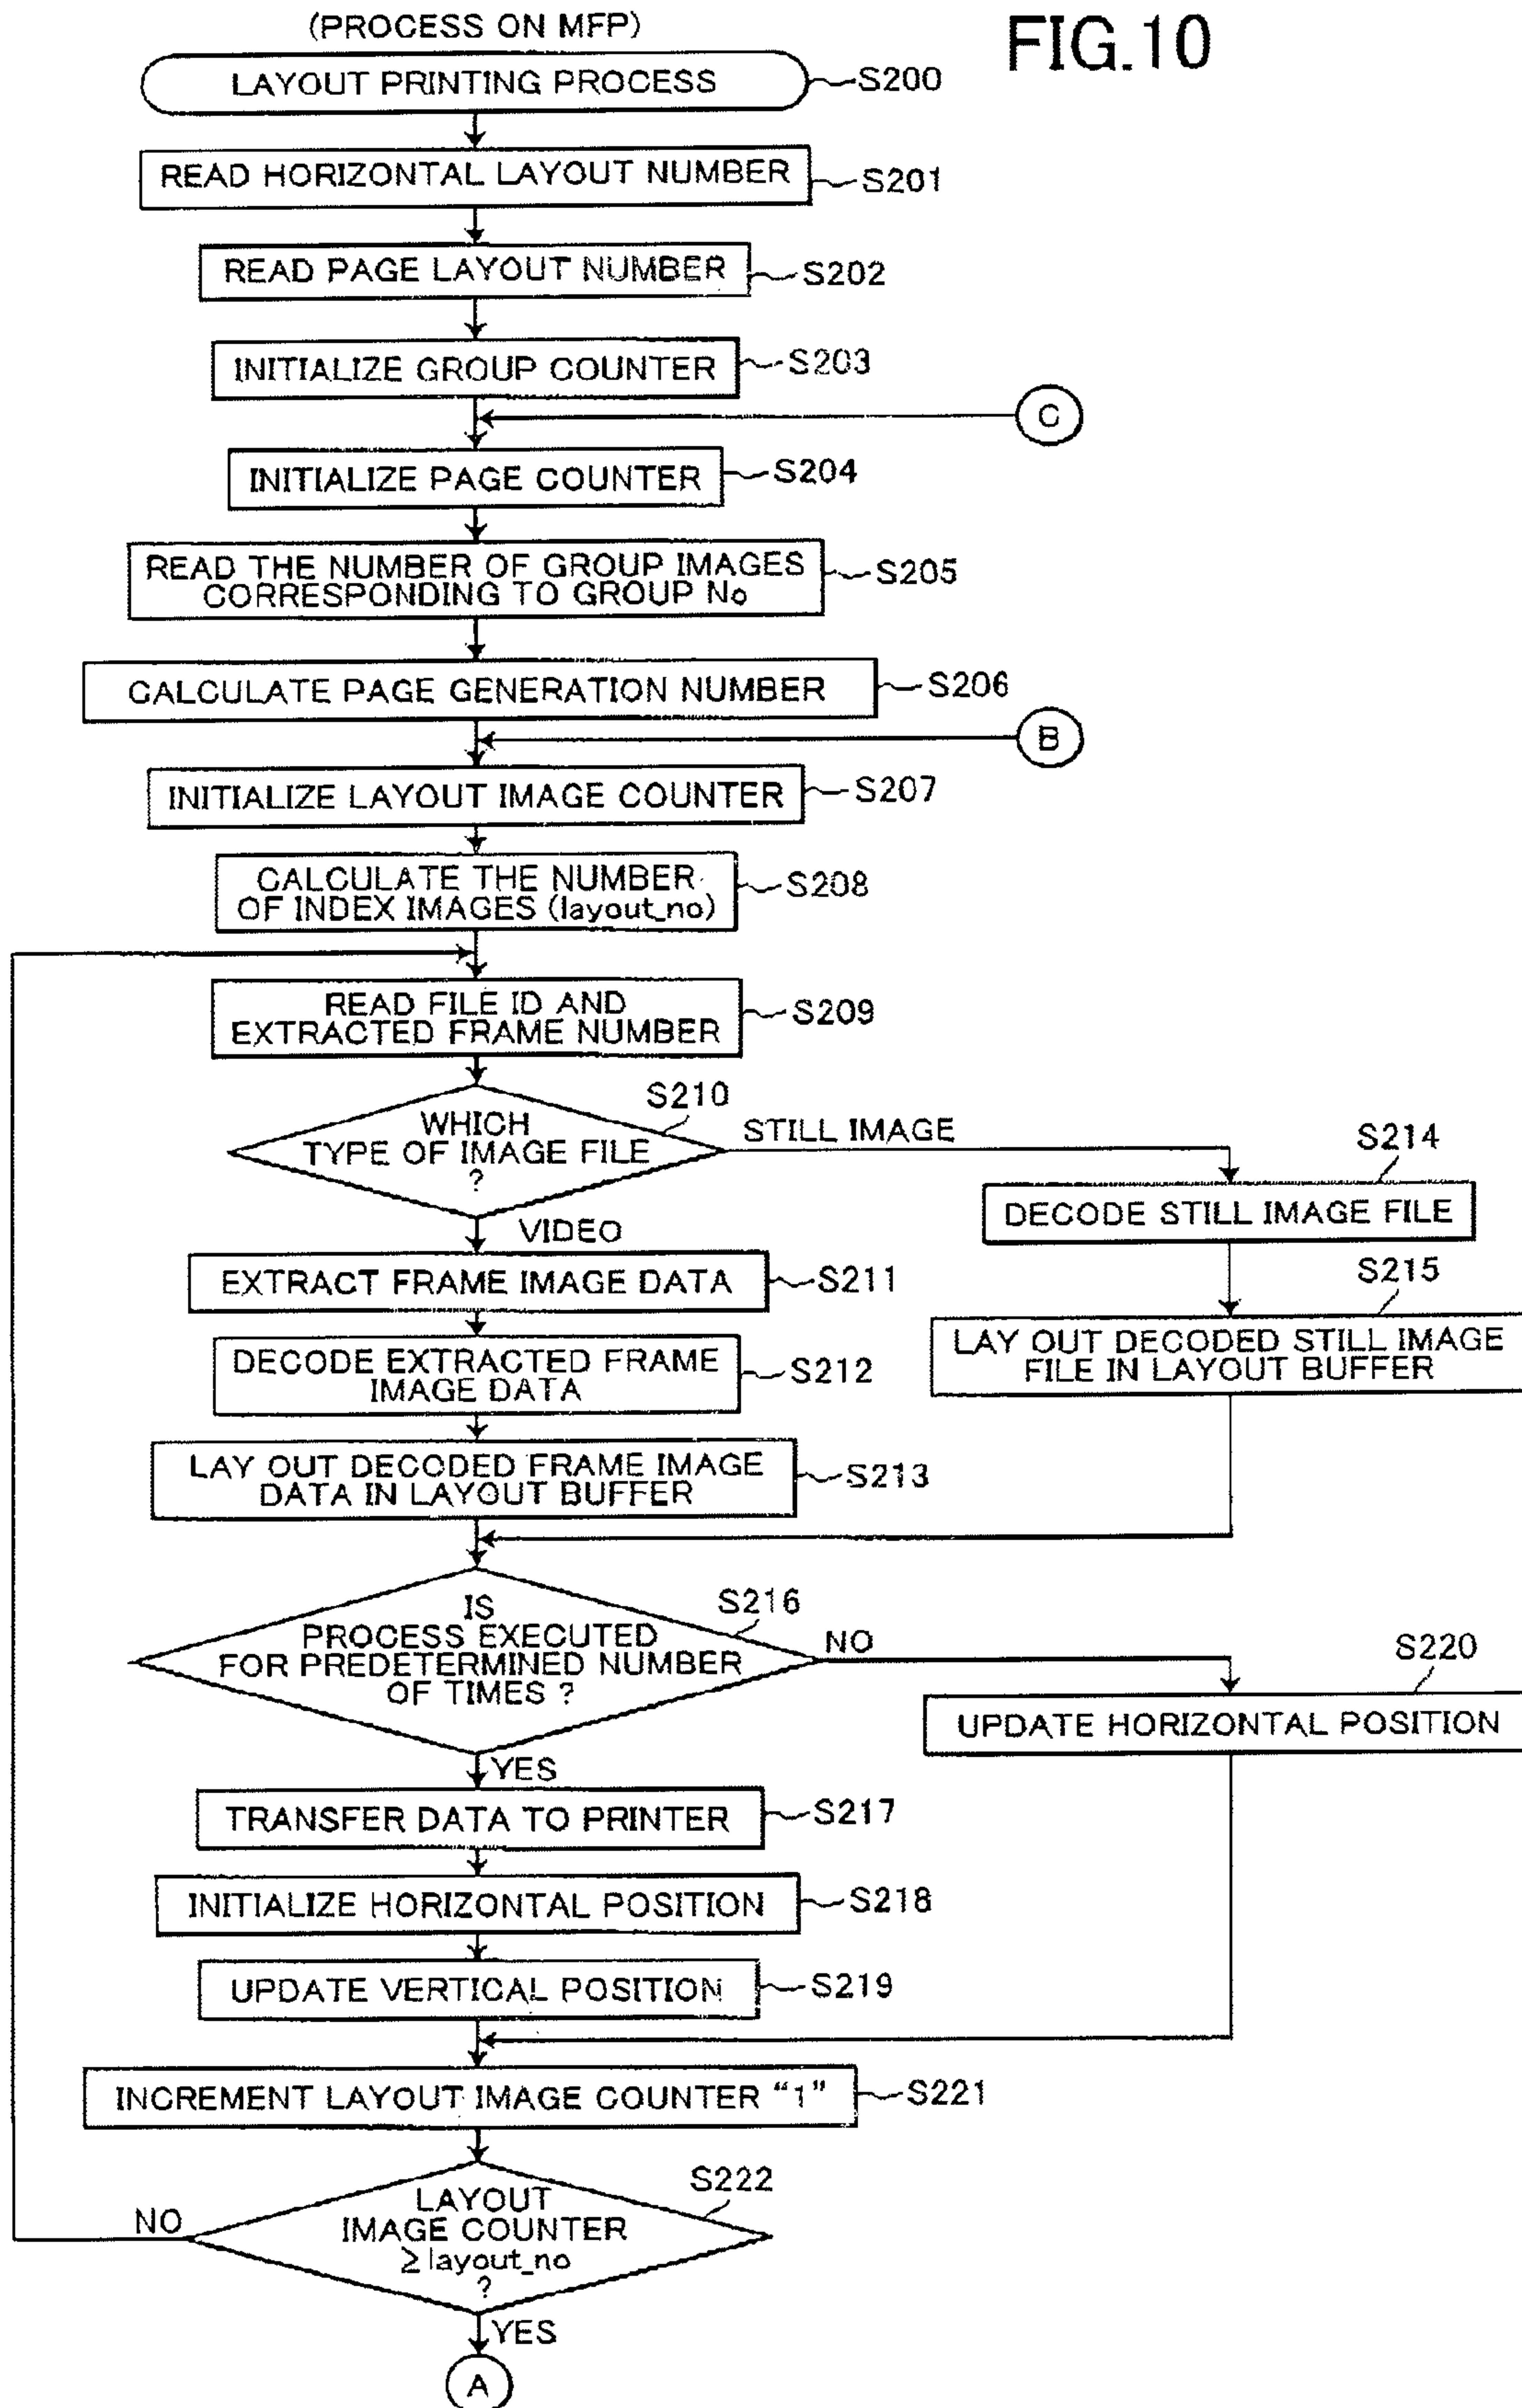 (PROCESS ON MFP)
FIG.10
LAYOUT PRINTING PROCESS
S200
READ HORIZONTAL LAYOUT NUMBER
S201
READ PAGE LAYOUT NUMBER
S202
INITIALIZE GROUP COUNTER
S203
C
INITIALIZE PAGE COUNTER
S204
READ THE NUMBER OF GROUP IMAGES
CORRESPONDING TO GROUP No
S205
CALCULATE PAGE GENERATION NUMBER
S206
B
INITIALIZE LAYOUT IMAGE COUNTER
S207
CALCULATE THE NUMBER
OF INDEX IMAGES (layout_no)
S208
READ FILE ID AND
EXTRACTED FRAME NUMBER
S209
S210
WHICH
TYPE OF IMAGE FILE
?
STILL IMAGE
VIDEO
S214
DECODE STILL IMAGE FILE
EXTRACT FRAME IMAGE DATA
S211
S215
LAY OUT DECODED STILL IMAGE
FILE IN LAYOUT BUFFER
DECODE EXTRACTED FRAME
IMAGE DATA
S212
LAY OUT DECODED FRAME IMAGE
DATA IN LAYOUT BUFFER
S213
S216
IS
PROCESS EXECUTED
FOR PREDETERMINED NUMBER
OF TIMES ?
NO
S220
UPDATE HORIZONTAL POSITION
YES
TRANSFER DATA TO PRINTER
S217
INITIALIZE HORIZONTAL POSITION
S218
UPDATE VERTICAL POSITION
S219
INCREMENT LAYOUT IMAGE COUNTER “1”
S221
S222
LAYOUT
IMAGE COUNTER
≥ layout_no
?
NO
YES
A